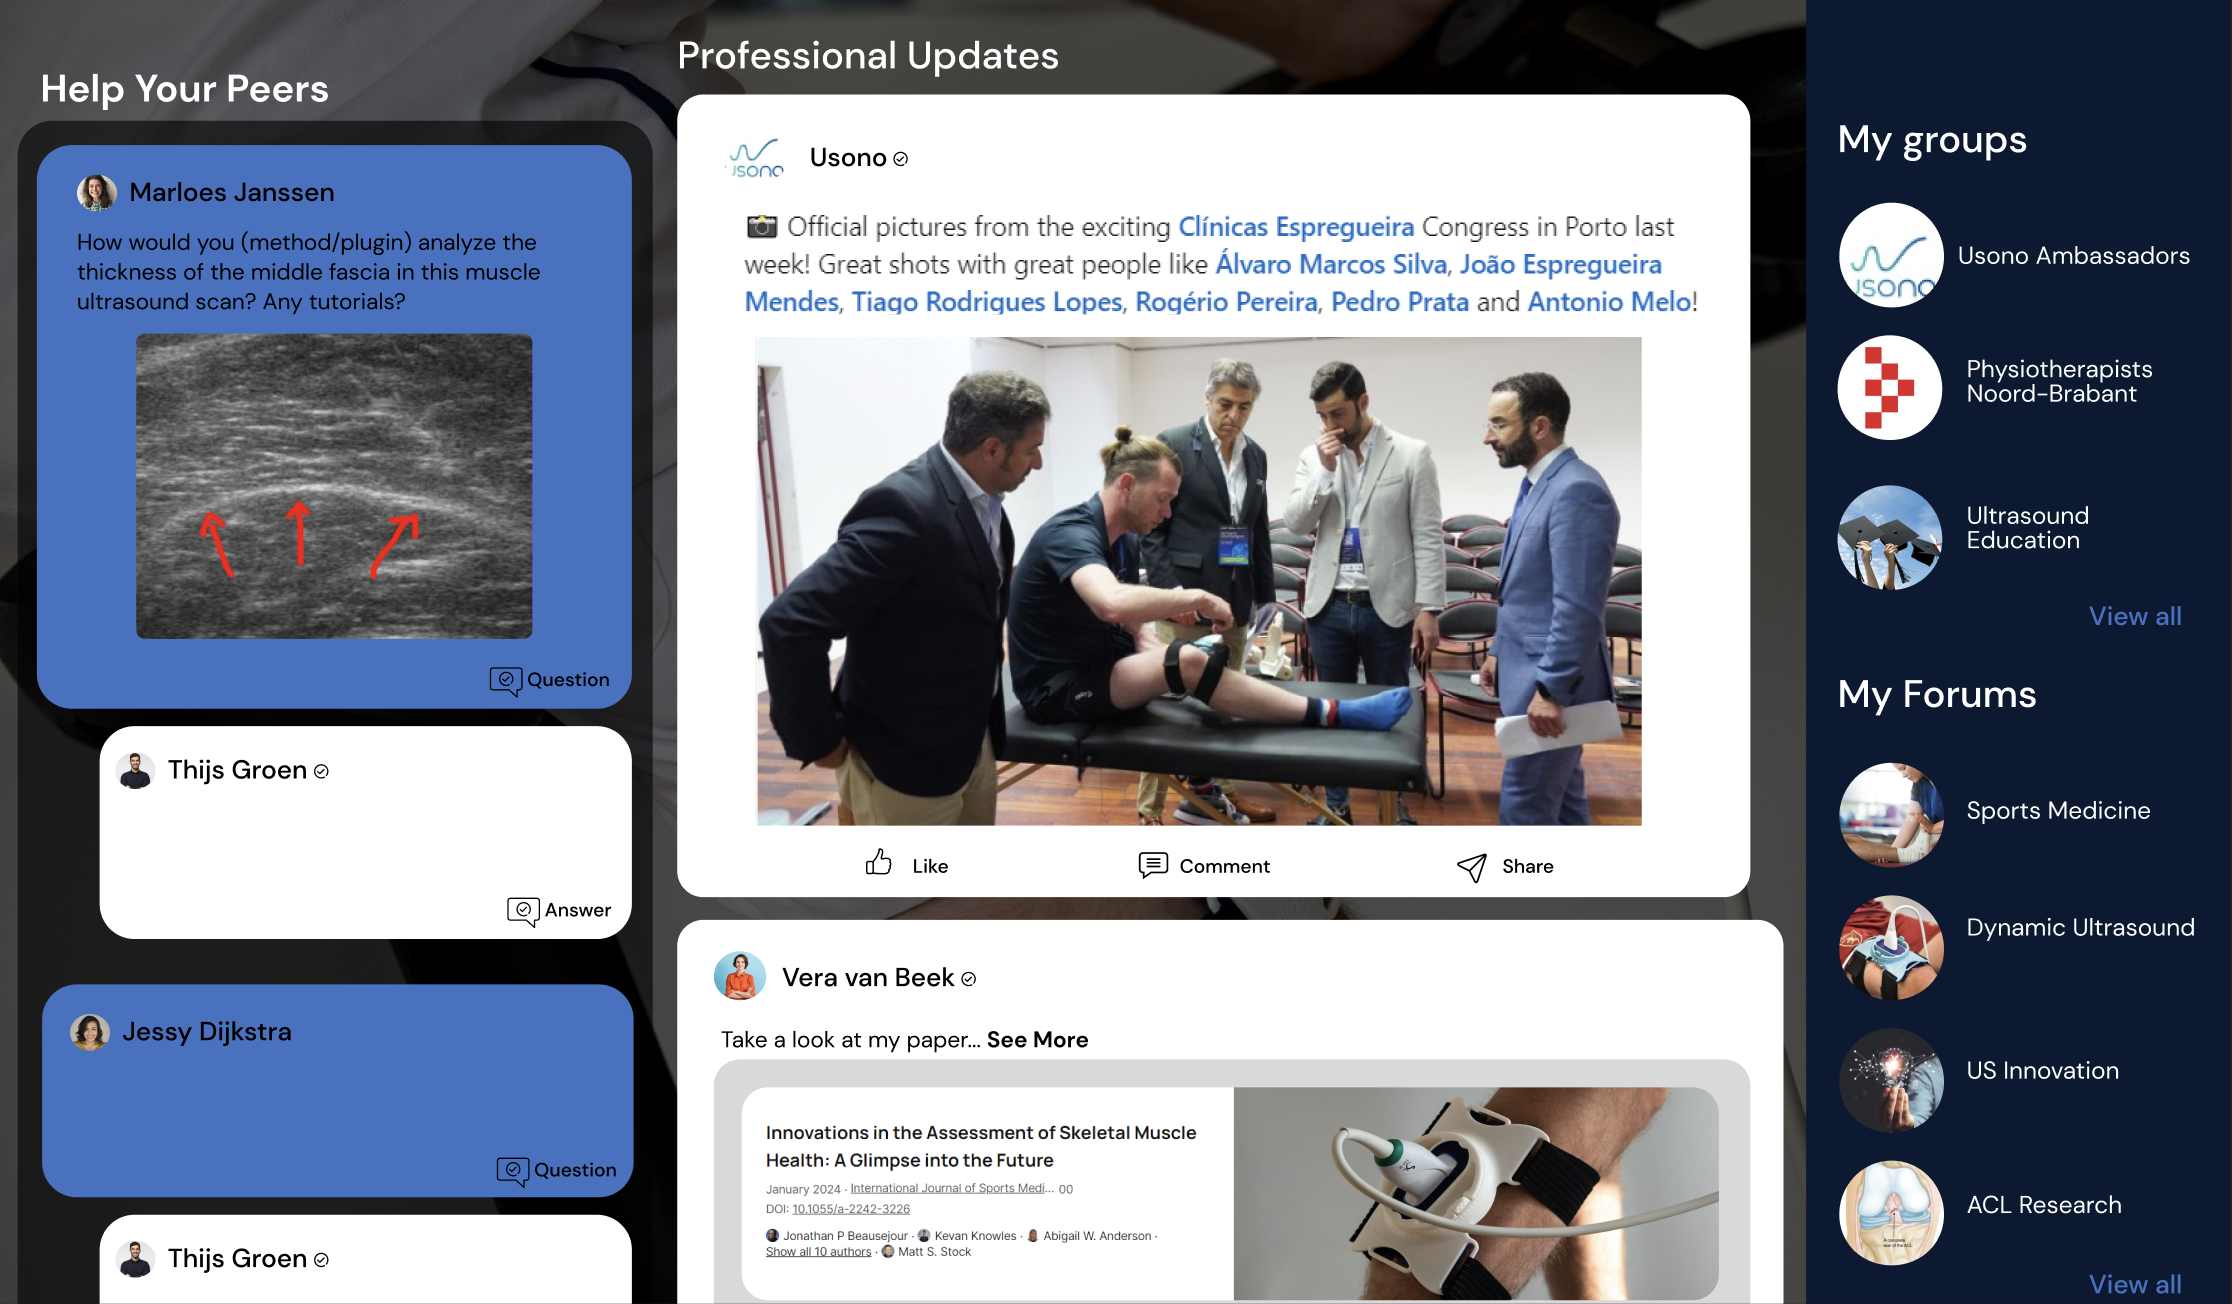 Help Your Peers
Marloes Janssen
How would you (method/plugin) analyze the
thickness of the middle fascia in this muscle
ultrasound scan? Any tutorials?
Question
Thijs Groen
Answer
Jessy Dijkstra
Question
Thijs Groen
Professional Updates
usono
Usono
📷 Official pictures from the exciting Clínicas Espregueira Congress in Porto last
week! Great shots with great people like Álvaro Marcos Silva, João Espregueira
Mendes, Tiago Rodrigues Lopes, Rogério Pereira, Pedro Prata and Antonio Melo!
Like
Comment
Share
Vera van Beek
Take a look at my paper... See More
Innovations in the Assessment of Skeletal Muscle
Health: A Glimpse into the Future
January 2024 · International Journal of Sports Medi... 00
DOI: 10.1055/a-2242-3226
Jonathan P Beausejour · Kevan Knowles · Abigail W. Anderson ·
Show all 10 authors · Matt S. Stock
My groups
usono
Usono Ambassadors
Physiotherapists
Noord-Brabant
Ultrasound
Education
View all
My Forums
Sports Medicine
Dynamic Ultrasound
US Innovation
A complete
tear of the ACL
ACL Research
View all